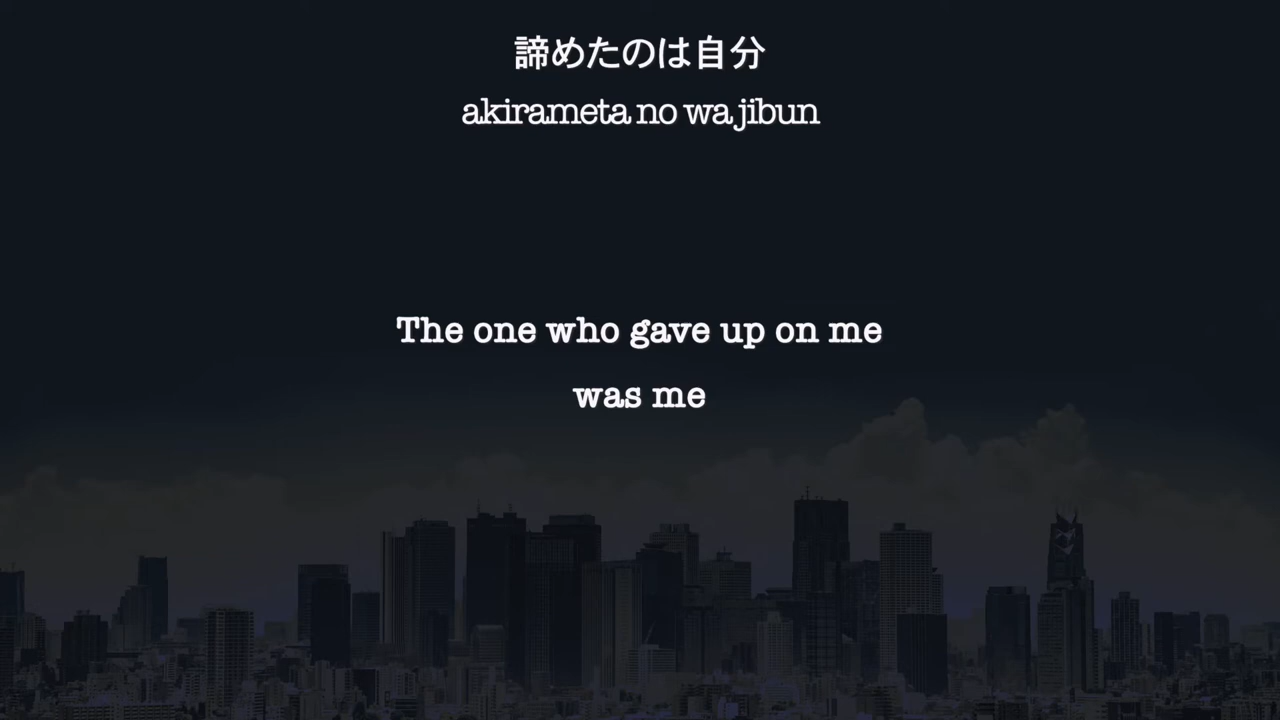 諦めたのは自分
akirameta no wa jibun
The one who gave up on me
was me